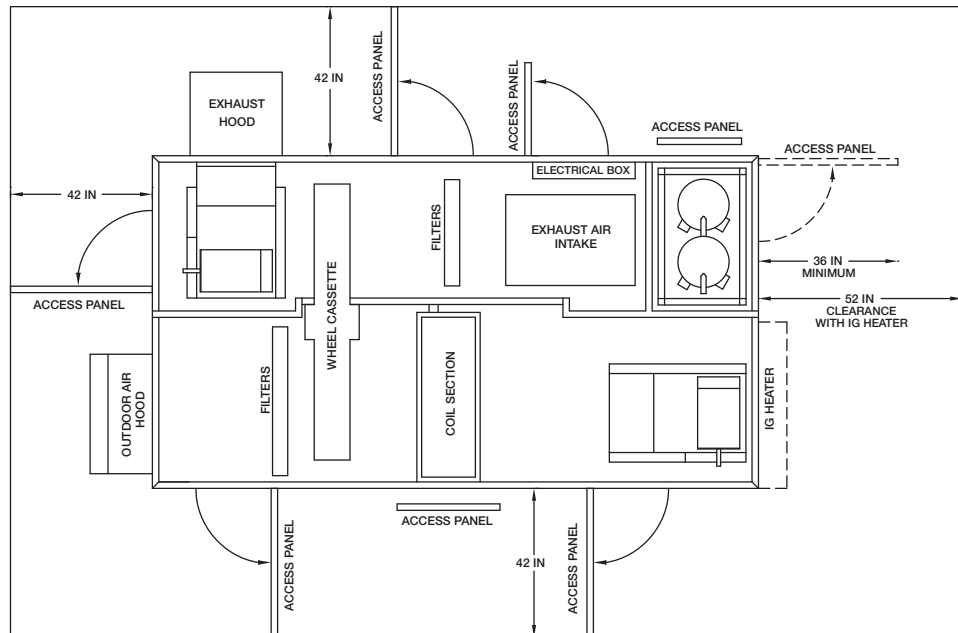 42 IN
ACCESS PANEL
ACCESS PANEL
EXHAUST
HOOD
ACCESS PANEL
ACCESS PANEL
ELECTRICAL BOX
42 IN
FILTERS
EXHAUST AIR
INTAKE
36 IN
MINIMUM
ACCESS PANEL
52 IN
CLEARANCE
WITH IG HEATER
WHEEL CASSETTE
OUTDOOR AIR
HOOD
FILTERS
COIL SECTION
IG HEATER
ACCESS PANEL
ACCESS PANEL
42 IN
ACCESS PANEL